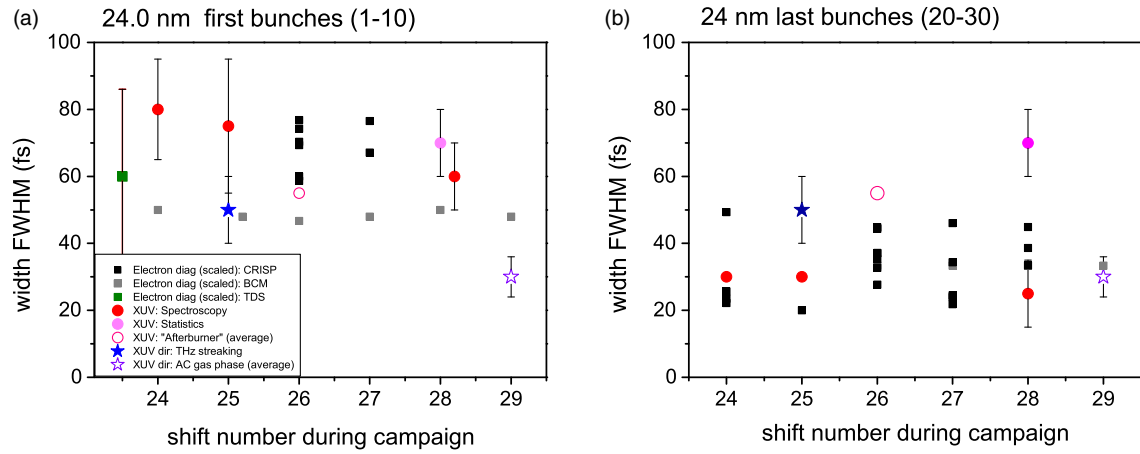 (a) 24.0 nm first bunches (1-10)
100
80
60
40
20
0
width FWHM (fs)
Electron diag (scaled): CRISP
Electron diag (scaled): BCM
Electron diag (scaled): TDS
XUV: Spectroscopy
XUV: Statistics
XUV: "Afterburner" (average)
XUV dir: THz streaking
XUV dir: AC gas phase (average)
24 25 26 27 28 29
shift number during campaign
(b) 24 nm last bunches (20-30)
100
80
60
40
20
0
width FWHM (fs)
24 25 26 27 28 29
shift number during campaign